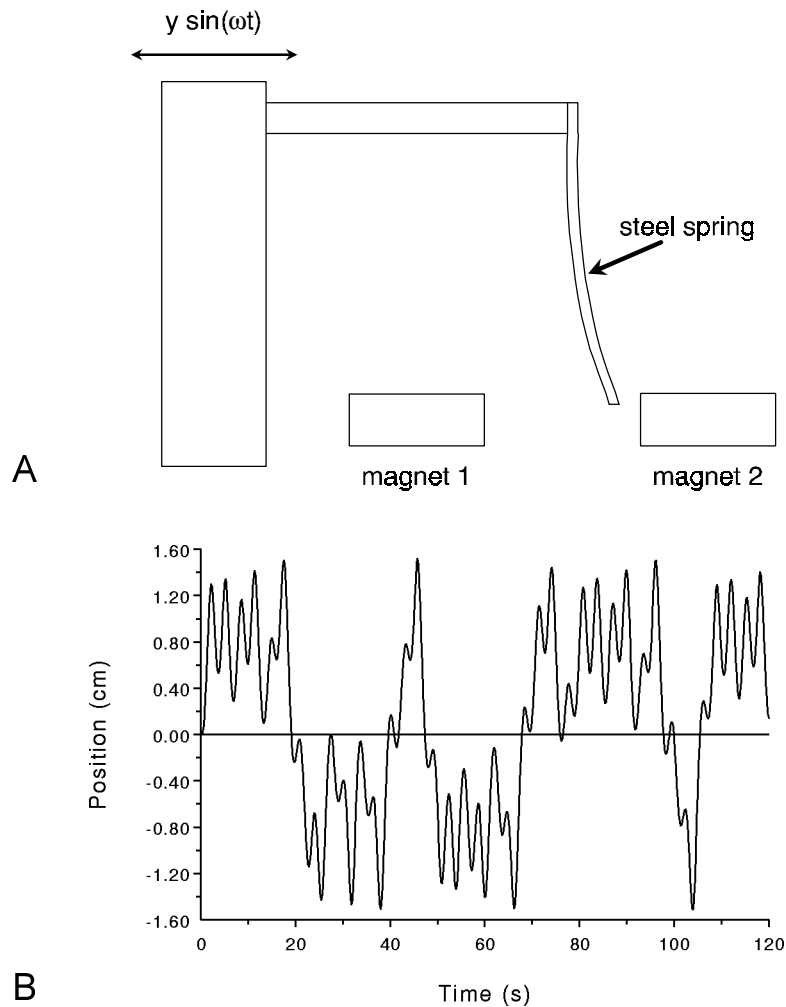 y sin(ωt)
steel spring
A
magnet 1
magnet 2
1.60
1.20
0.80
0.40
0.00
-0.40
-0.80
-1.20
-1.60
Position (cm)
0
20
40
60
80
100
120
B
Time (s)